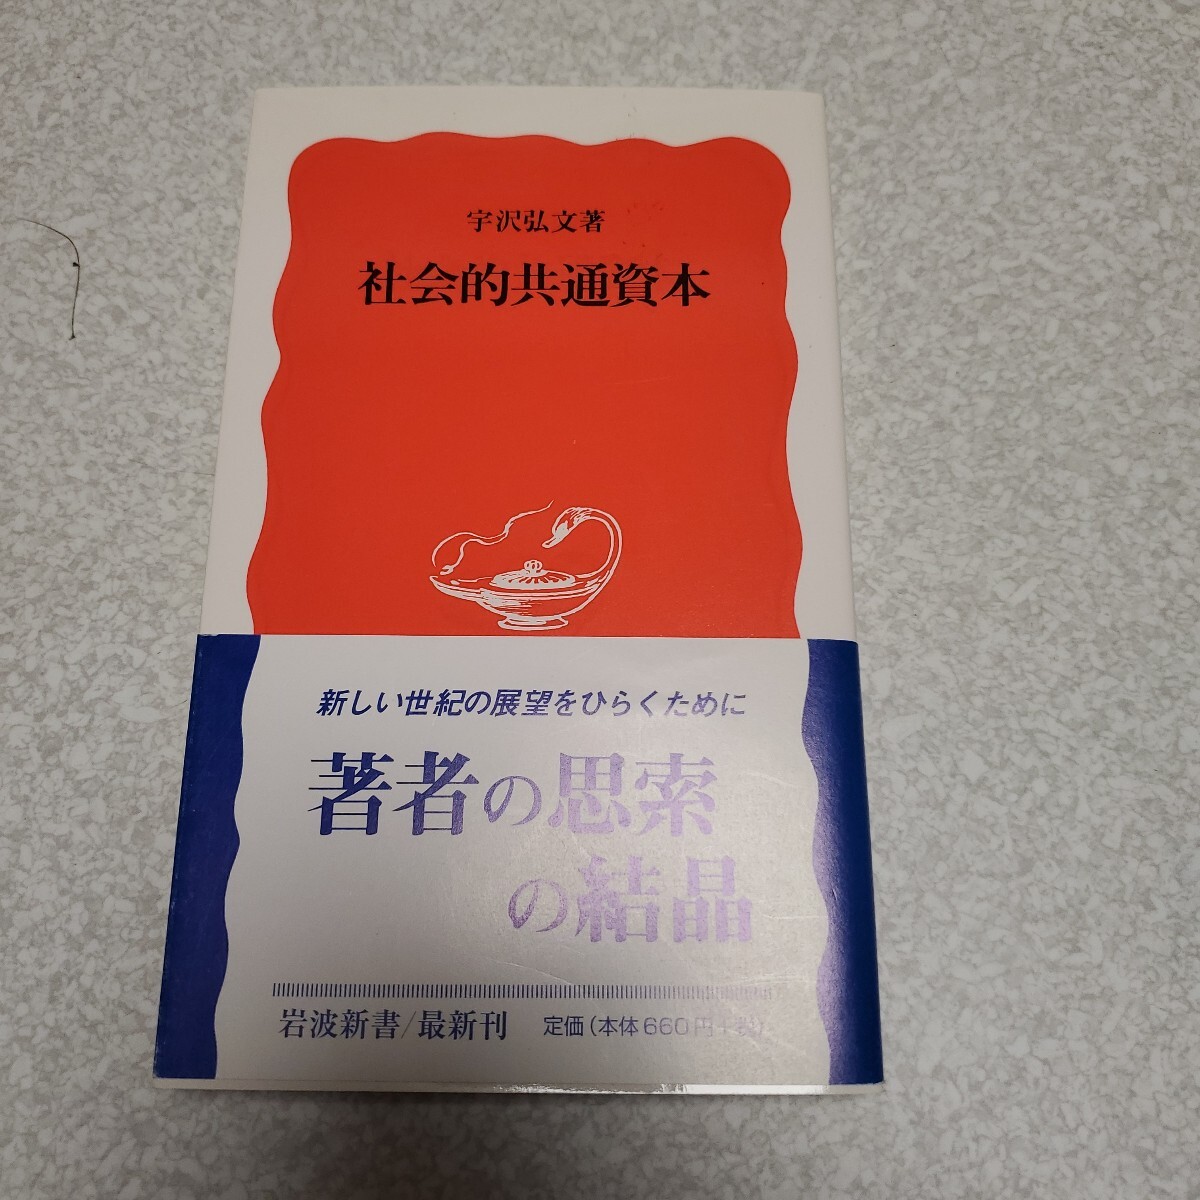 宇沢弘文著
社会的共通資本
新しい世紀の展望をひらくために
著者の思索
の結晶
岩波新書/最新刊 定価(本体660円+税)